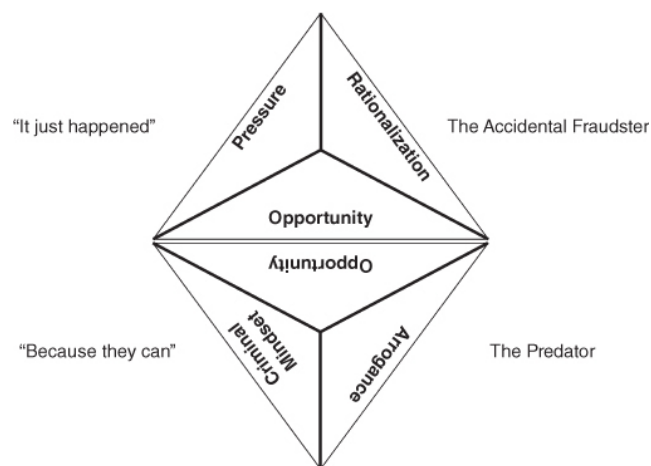 Pressure
Rationalization
“It just happened”
The Accidental Fraudster
Opportunity
Opportunity
Criminal
Mindset
Arrogance
“Because they can”
The Predator